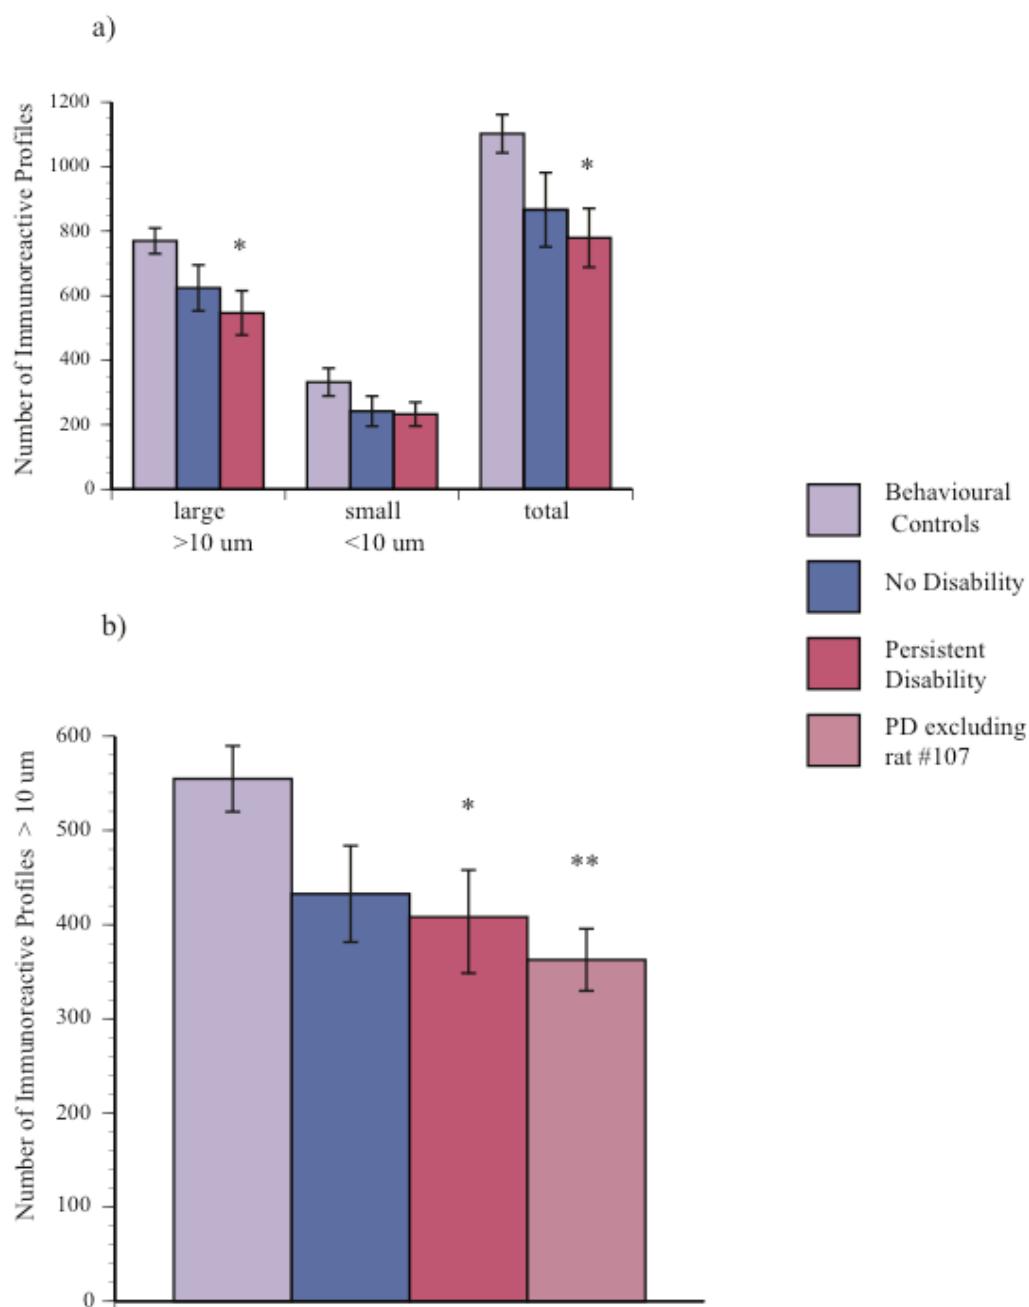 a)
Number of Immunoreactive Profiles
1200
1000
800
600
400
200
0
*
*
large
>10 um
small
<10 um
total
Behavioural
Controls
No Disability
Persistent
Disability
PD excluding
rat #107
b)
Number of Immunoreactive Profiles > 10 um
600
500
400
300
200
100
0
*
**